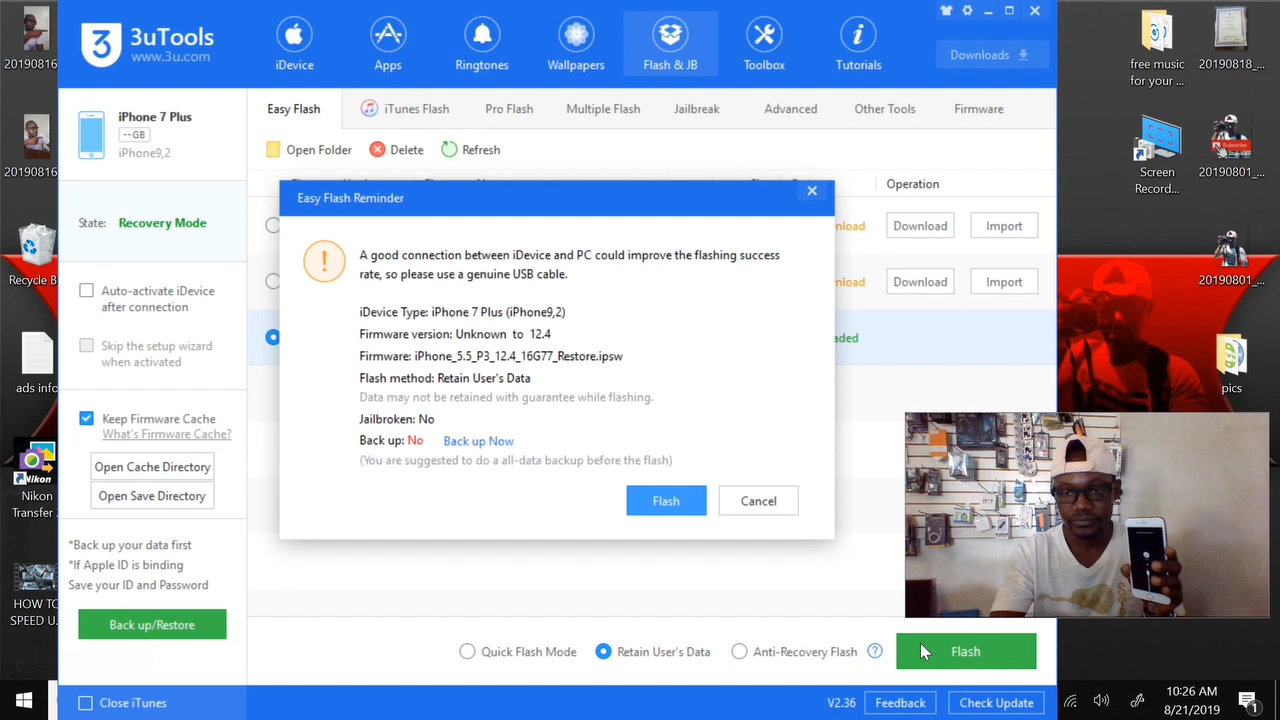 3uTools
www.3u.com
iDevice
Apps
Ringtones
Wallpapers
Flash & JB
Toolbox
Tutorials
Downloads
iPhone 7 Plus
-- GB
iPhone9,2
State: Recovery Mode
Auto-activate iDevice
after connection
Skip the setup wizard
when activated
Keep Firmware Cache
What's Firmware Cache?
Open Cache Directory
Open Save Directory
*Back up your data first
*If Apple ID is binding
Save your ID and Password
Back up/Restore
Close iTunes
Easy Flash
iTunes Flash
Pro Flash
Multiple Flash
Jailbreak
Advanced
Other Tools
Firmware
Open Folder
Delete
Refresh
Operation
nload
Download
Import
nload
Download
Import
aded
Easy Flash Reminder
A good connection between iDevice and PC could improve the flashing success
rate, so please use a genuine USB cable.
iDevice Type: iPhone 7 Plus (iPhone9,2)
Firmware version: Unknown to 12.4
Firmware: iPhone_5.5_P3_12.4_16G77_Restore.ipsw
Flash method: Retain User's Data
Data may not be retained with guarantee while flashing.
Jailbroken: No
Back up: No Back up Now
(You are suggested to do a all-data backup before the flash)
Flash
Cancel
Quick Flash Mode
Retain User's Data
Anti-Recovery Flash
Flash
V2.36
Feedback
Check Update
20190816
20190816
Recycle B
ads info
Nikon
Nikon
Transfer ...
HOW TO
SPEED U...
free music
for your ...
20190818_...
Screen
Record...
Subscribe
20190801_...
20190801_...
pics
10:26 AM
8/21/2019
1